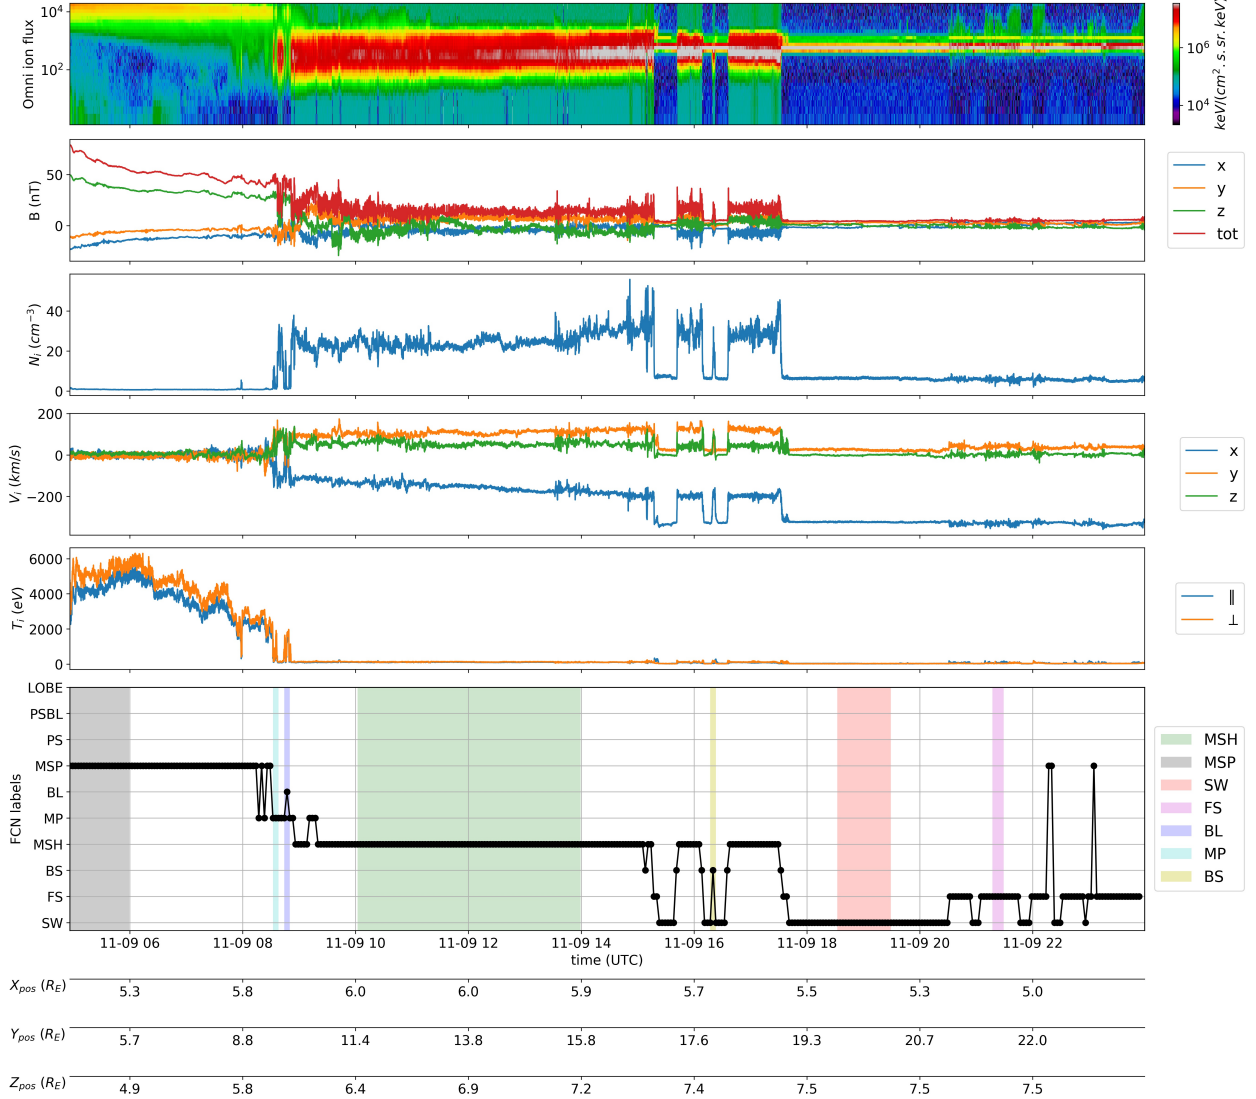 Omni ion flux
10⁴
10²
10⁶
10⁴
keV/(cm². s. sr. keV)
B (nT)
50
0
x
y
z
tot
Nᵢ (cm⁻³)
40
20
0
Vᵢ (km/s)
200
0
−200
x
y
z
Tᵢ (eV)
6000
4000
2000
0
∥
⊥
FCN labels
LOBE
PSBL
PS
MSP
BL
MP
MSH
BS
FS
SW
MSH
MSP
SW
FS
BL
MP
BS
11-09 06 11-09 08 11-09 10 11-09 12 11-09 14 11-09 16 11-09 18 11-09 20 11-09 22
time (UTC)
Xpos (RE)
5.3 5.8 6.0 6.0 5.9 5.7 5.5 5.3 5.0
Ypos (RE)
5.7 8.8 11.4 13.8 15.8 17.6 19.3 20.7 22.0
Zpos (RE)
4.9 5.8 6.4 6.9 7.2 7.4 7.5 7.5 7.5